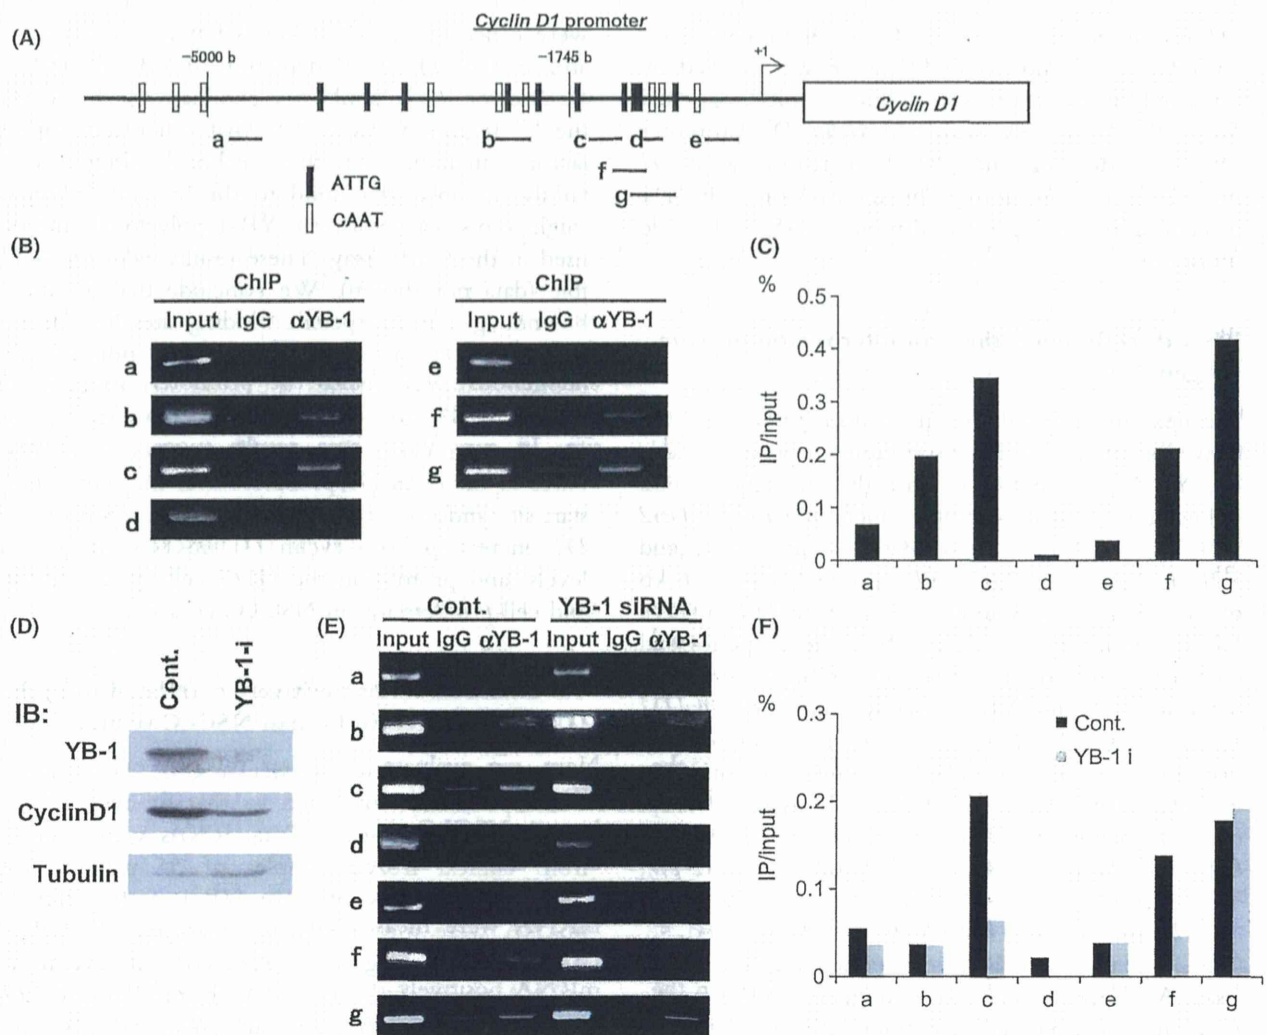 Cyclin D1 promoter
(A)
−5000 b
−1745 b
+1
Cyclin D1
a
b
c
d
e
f
g
ATTG
CAAT
(B)
ChIP
Input IgG αYB-1
a
b
c
d
ChIP
Input IgG αYB-1
e
f
g
(C)
%
IP/input
0.5
0.4
0.3
0.2
0.1
0
a b c d e f g
(D)
Cont.
YB-1-i
IB:
YB-1
CyclinD1
Tubulin
(E)
Cont. YB-1 siRNA
Input IgG αYB-1 Input IgG αYB-1
a
b
c
d
e
f
g
(F)
%
IP/input
0.3
0.2
0.1
0
Cont.
YB-1 i
a b c d e f g